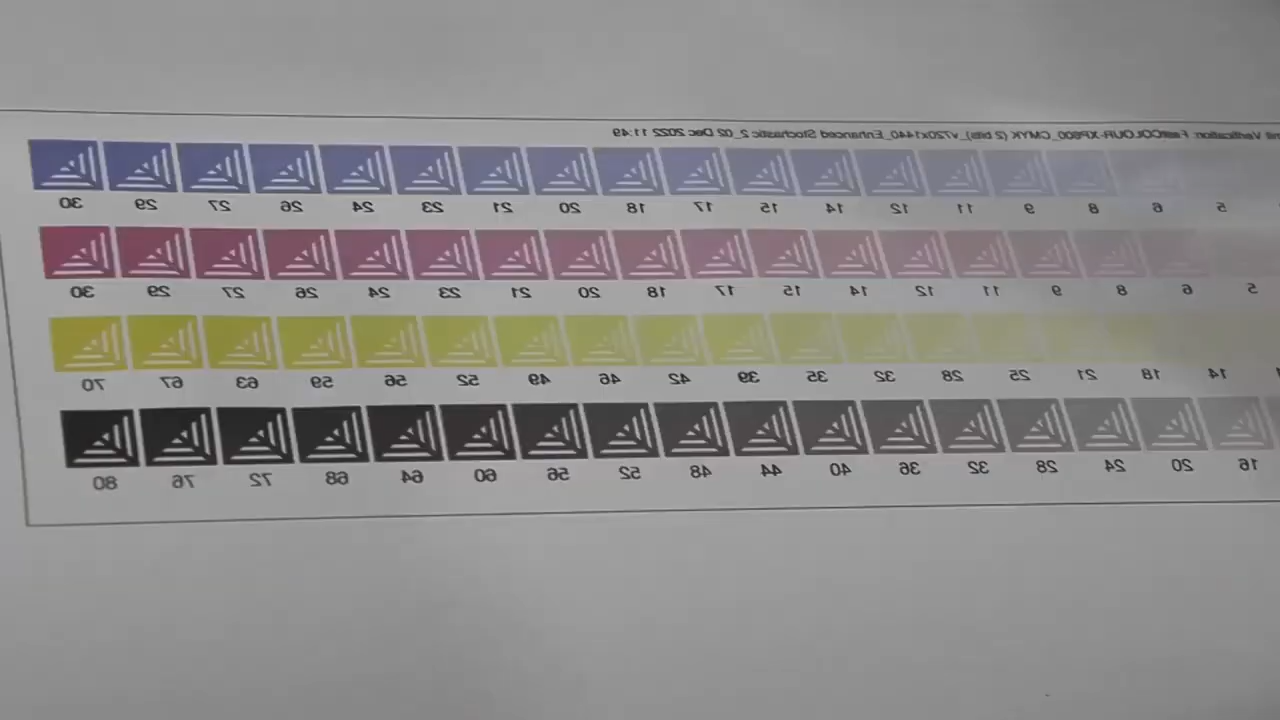 Verification: CMYK (2 bits)_v720x1440_Enhanced Stochastic 2_02 Dec 2022 11:49
5 6 8 9 11 12 14 15 17 18 20 21 23 24 26 27 29 30
5 6 8 9 11 12 14 15 17 18 20 21 23 24 26 27 29 30
14 18 21 25 28 32 35 39 42 46 49 52 56 59 63 67 70
16 20 24 28 32 36 40 44 48 52 56 60 64 68 72 76 80